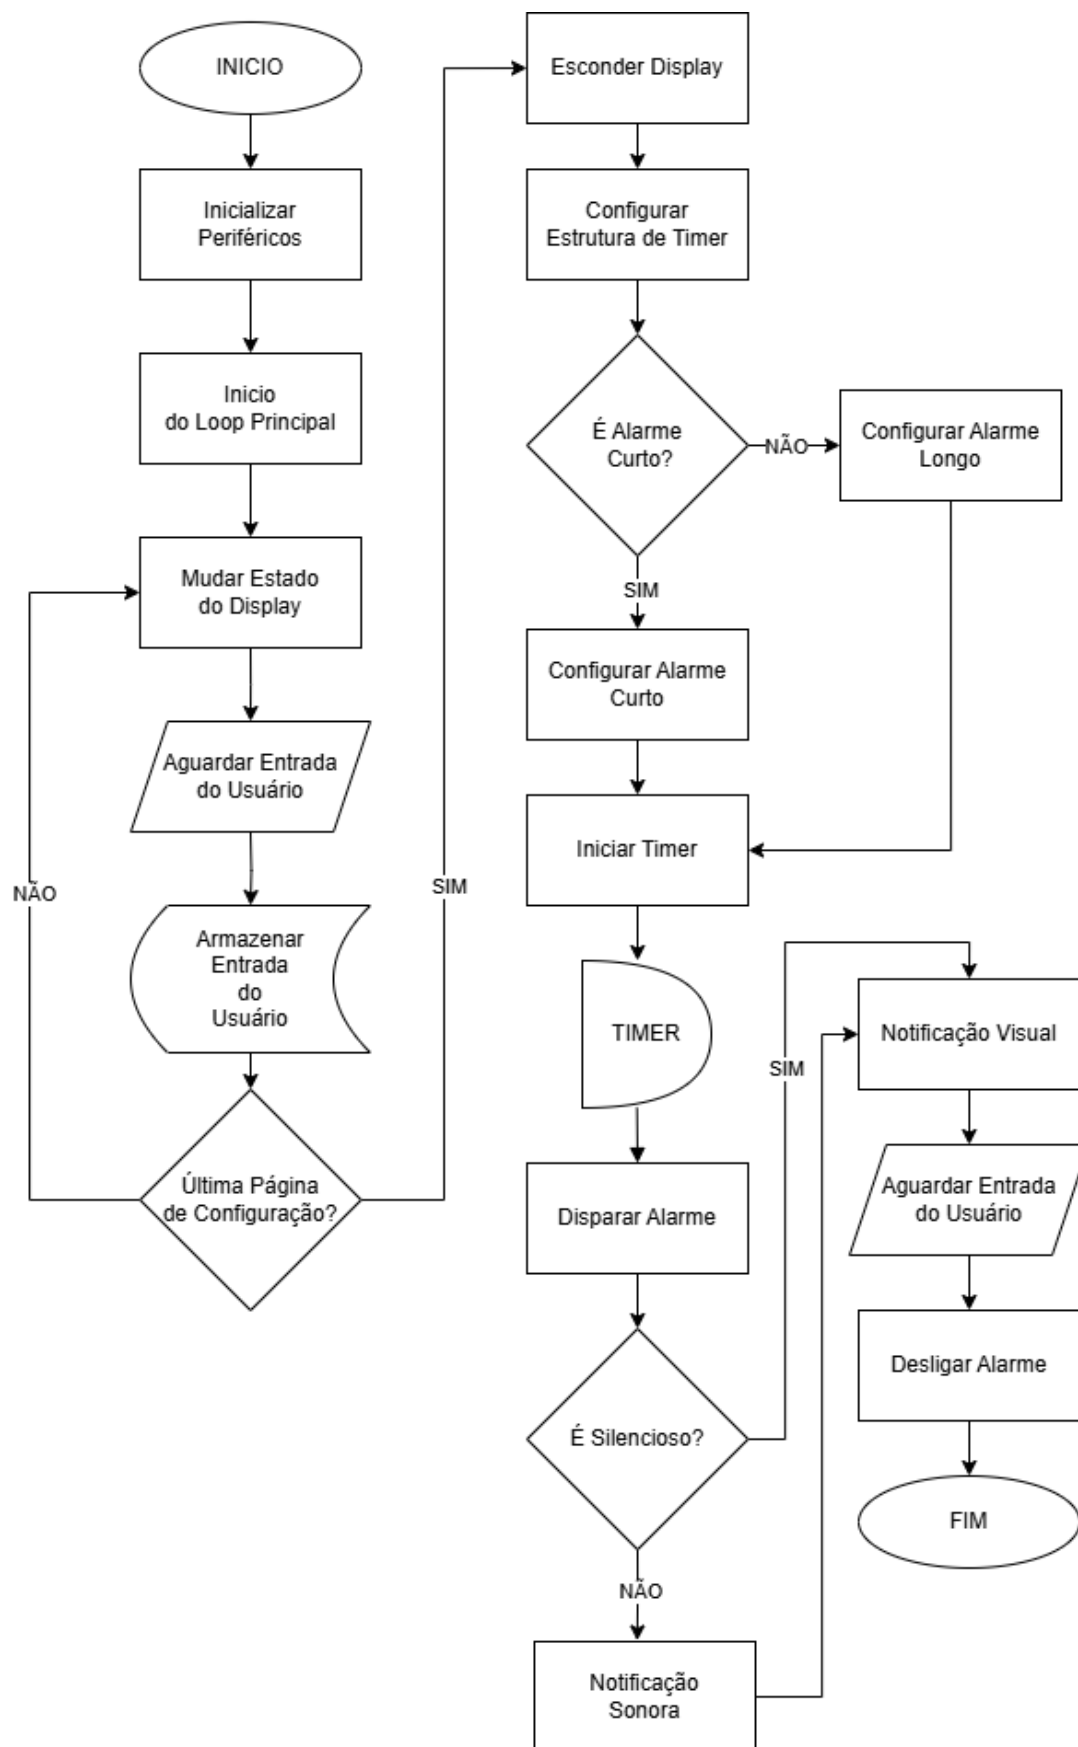 INICIO
Inicializar
Periféricos
Inicio
do Loop Principal
Mudar Estado
do Display
Aguardar Entrada
do Usuário
NÃO
Armazenar
Entrada
do
Usuário
Última Página
de Configuração?
SIM
Esconder Display
Configurar
Estrutura de Timer
É Alarme
Curto?
NÃO
Configurar Alarme
Longo
SIM
Configurar Alarme
Curto
Iniciar Timer
TIMER
Disparar Alarme
É Silencioso?
SIM
NÃO
Notificação
Sonora
Notificação Visual
Aguardar Entrada
do Usuário
Desligar Alarme
FIM